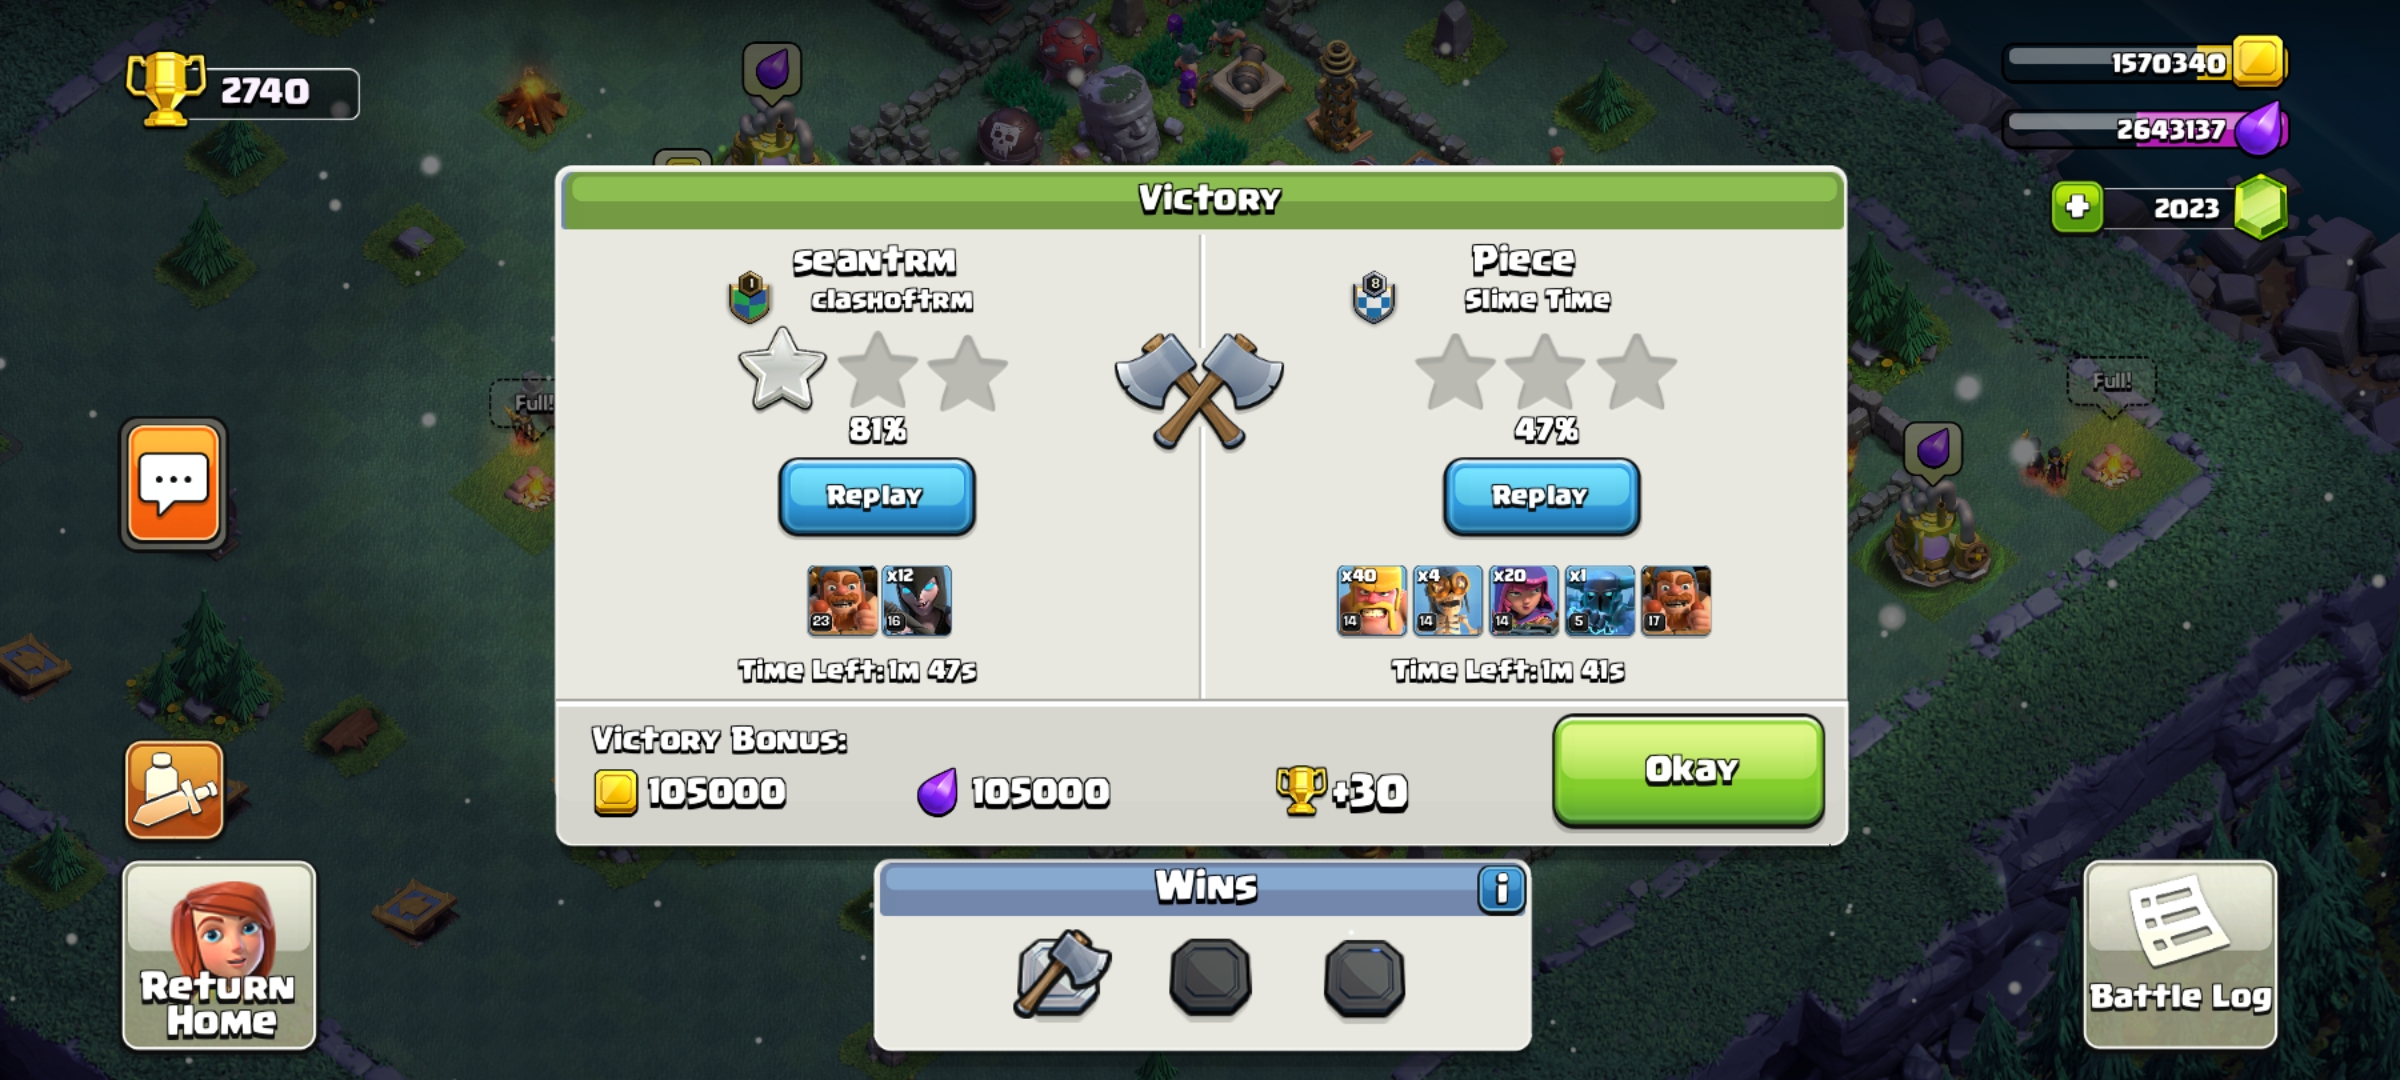 2740
1570340
2643137
2023
Victory
seantrm
1
clashoftrm
Piece
8
Slime Time
Full!
Full!
81%
47%
Replay
Replay
23
x12
16
x40
14
x4
14
x20
14
x1
5
17
Time Left: 1m 47s
Time Left: 1m 41s
Victory Bonus:
105000
105000
+30
Okay
Wins
i
Return
Home
Battle Log